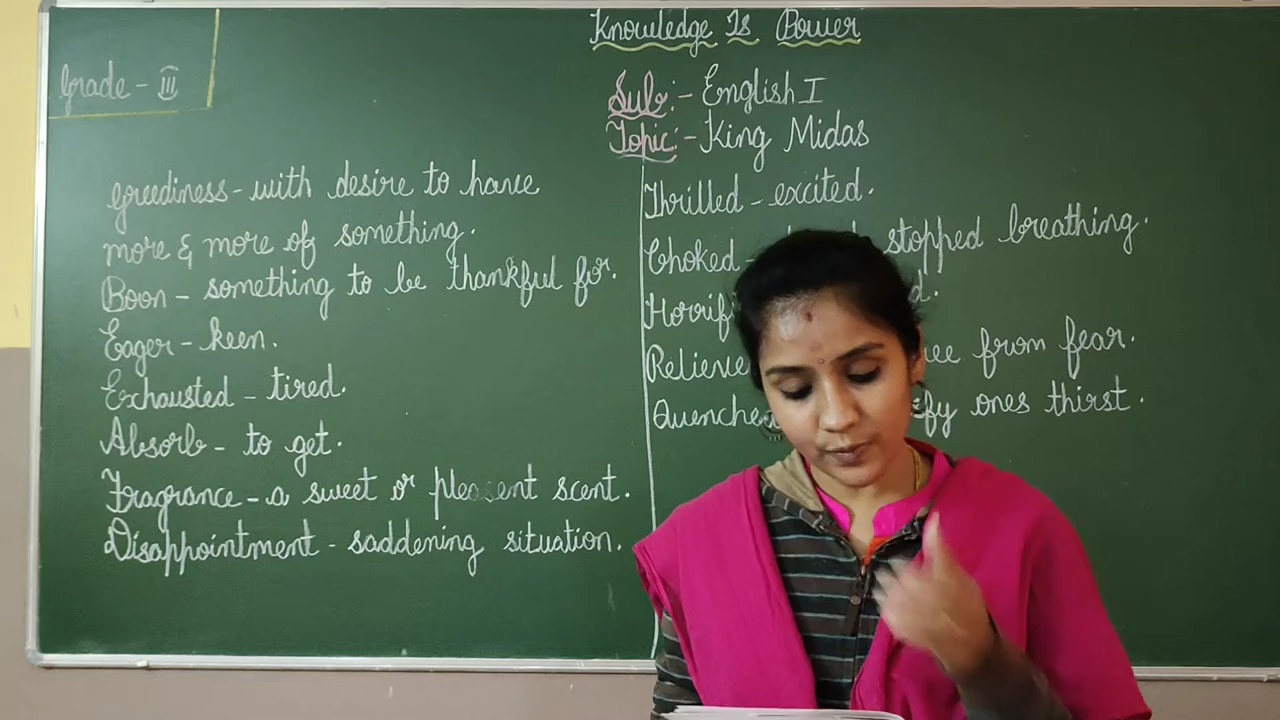 Knowledge Is Power
Grade - III
Sub:- English I
Topic:- King Midas
Greediness - with desire to have
more & more of something.
Boon - something to be thankful for.
Eager - keen.
Exhausted - tired.
Absorb - to get.
Fragrance - a sweet or pleasent scent.
Disappointment - saddening situation.
Thrilled - excited.
Choked - stopped breathing.
from fear.
ones thirst.